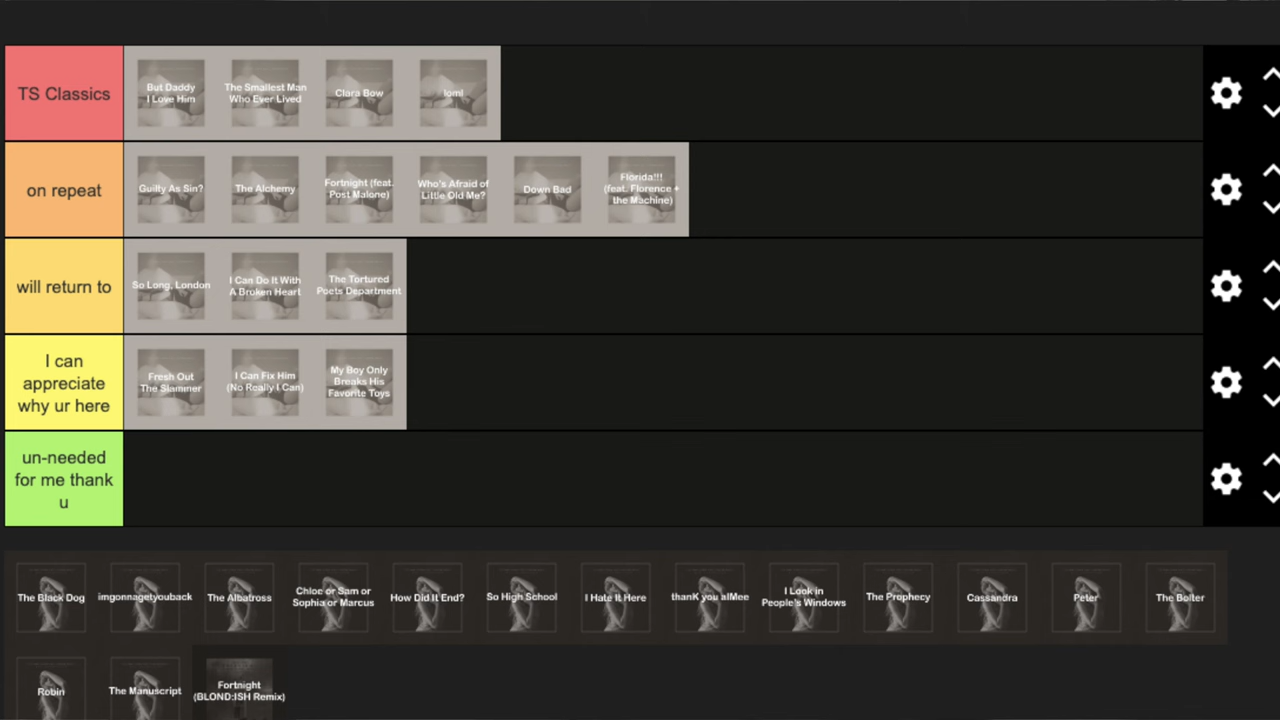 TS Classics
But Daddy
I Love Him
The Smallest Man
Who Ever Lived
Clara Bow
loml
on repeat
Guilty As Sin?
The Alchemy
Fortnight (feat.
Post Malone)
Who's Afraid of
Little Old Me?
Down Bad
Florida!!!
(feat. Florence +
the Machine)
will return to
So Long, London
I Can Do It With
A Broken Heart
The Tortured
Poets Department
I can
appreciate
why ur here
Fresh Out
The Slammer
I Can Fix Him
(No Really I Can)
My Boy Only
Breaks His
Favorite Toys
un-needed
for me thank
u
The Black Dog
imgonnagetyouback
The Albatross
Chloe or Sam or
Sophia or Marcus
How Did It End?
So High School
I Hate It Here
thanK you aIMee
I Look in
People's Windows
The Prophecy
Cassandra
Peter
The Bolter
Robin
The Manuscript
Fortnight
(BLOND:ISH Remix)